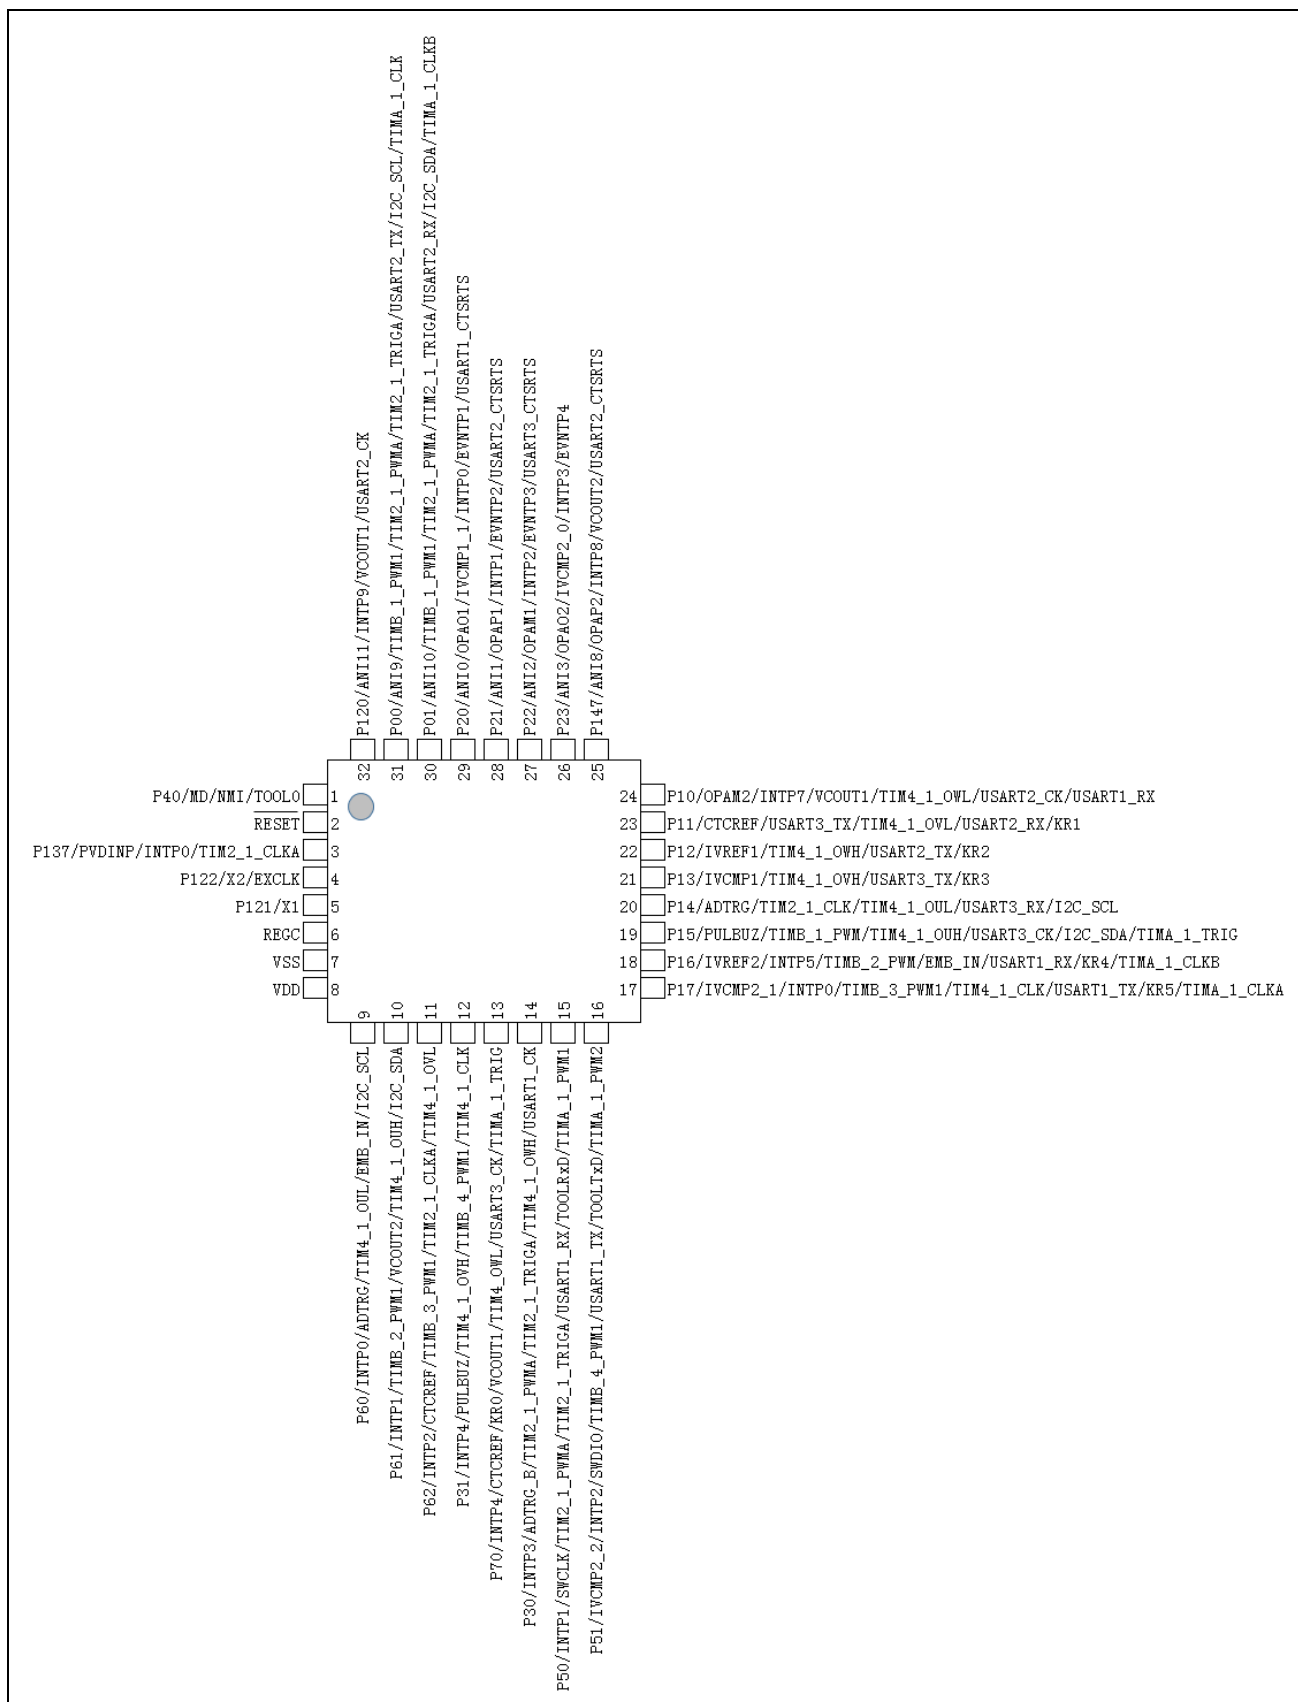 P120/ANI11/INTP9/VCOUT1/USART2_CK
P00/ANI9/TIMB_1_PWM1/TIM2_1_PWMA/TIM2_1_TRIGA/USART2_TX/I2C_SCL/TIMA_1_CLK
P01/ANI10/TIMB_1_PWM1/TIM2_1_PWMA/TIM2_1_TRIGA/USART2_RX/I2C_SDA/TIMA_1_CLKB
P20/ANI0/OPAO1/IVCMP1_1/INTP0/EVNTP1/USART1_CTSRTS
P21/ANI1/OPAP1/INTP1/EVNTP2/USART2_CTSRTS
P22/ANI2/OPAM1/INTP2/EVNTP3/USART3_CTSRTS
P23/ANI3/OPAO2/IVCMP2_0/INTP3/EVNTP4
P147/ANI8/OPAP2/INTP8/VCOUT2/USART2_CTSRTS
32 31 30 29 28 27 26 25
P40/MD/NMI/TOOL0 1
RESET 2
P137/PVDINP/INTP0/TIM2_1_CLKA 3
P122/X2/EXCLK 4
P121/X1 5
REGC 6
VSS 7
VDD 8
24 P10/OPAM2/INTP7/VCOUT1/TIM4_1_OWL/USART2_CK/USART1_RX
23 P11/CTCREF/USART3_TX/TIM4_1_OVL/USART2_RX/KR1
22 P12/IVREF1/TIM4_1_OWH/USART2_TX/KR2
21 P13/IVCMP1/TIM4_1_OVH/USART3_TX/KR3
20 P14/ADTRG/TIM2_1_CLK/TIM4_1_OUL/USART3_RX/I2C_SCL
19 P15/PULBUZ/TIMB_1_PWM/TIM4_1_OUH/USART3_CK/I2C_SDA/TIMA_1_TRIG
18 P16/IVREF2/INTP5/TIMB_2_PWM/EMB_IN/USART1_RX/KR4/TIMA_1_CLKB
17 P17/IVCMP2_1/INTP0/TIMB_3_PWM1/TIM4_1_CLK/USART1_TX/KR5/TIMA_1_CLKA
9 10 11 12 13 14 15 16
P60/INTP0/ADTRG/TIM4_1_OUL/EMB_IN/I2C_SCL
P61/INTP1/TIMB_2_PWM1/VCOUT2/TIM4_1_OUH/I2C_SDA
P62/INTP2/CTCREF/TIMB_3_PWM1/TIM2_1_CLKA/TIM4_1_OVL
P31/INTP4/PULBUZ/TIM4_1_OVH/TIMB_4_PWM1/TIM4_1_CLK
P70/INTP4/CTCREF/KR0/VCOUT1/TIM4_OWL/USART3_CK/TIMA_1_TRIG
P30/INTP3/ADTRG_B/TIM2_1_PWMA/TIM2_1_TRIGA/TIM4_1_OWH/USART1_CK
P50/INTP1/SWCLK/TIM2_1_PWMA/TIM2_1_TRIGA/USART1_RX/TOOLRxD/TIMA_1_PWM1
P51/IVCMP2_2/INTP2/SWDIO/TIMB_4_PWM1/USART1_TX/TOOLTxD/TIMA_1_PWM2